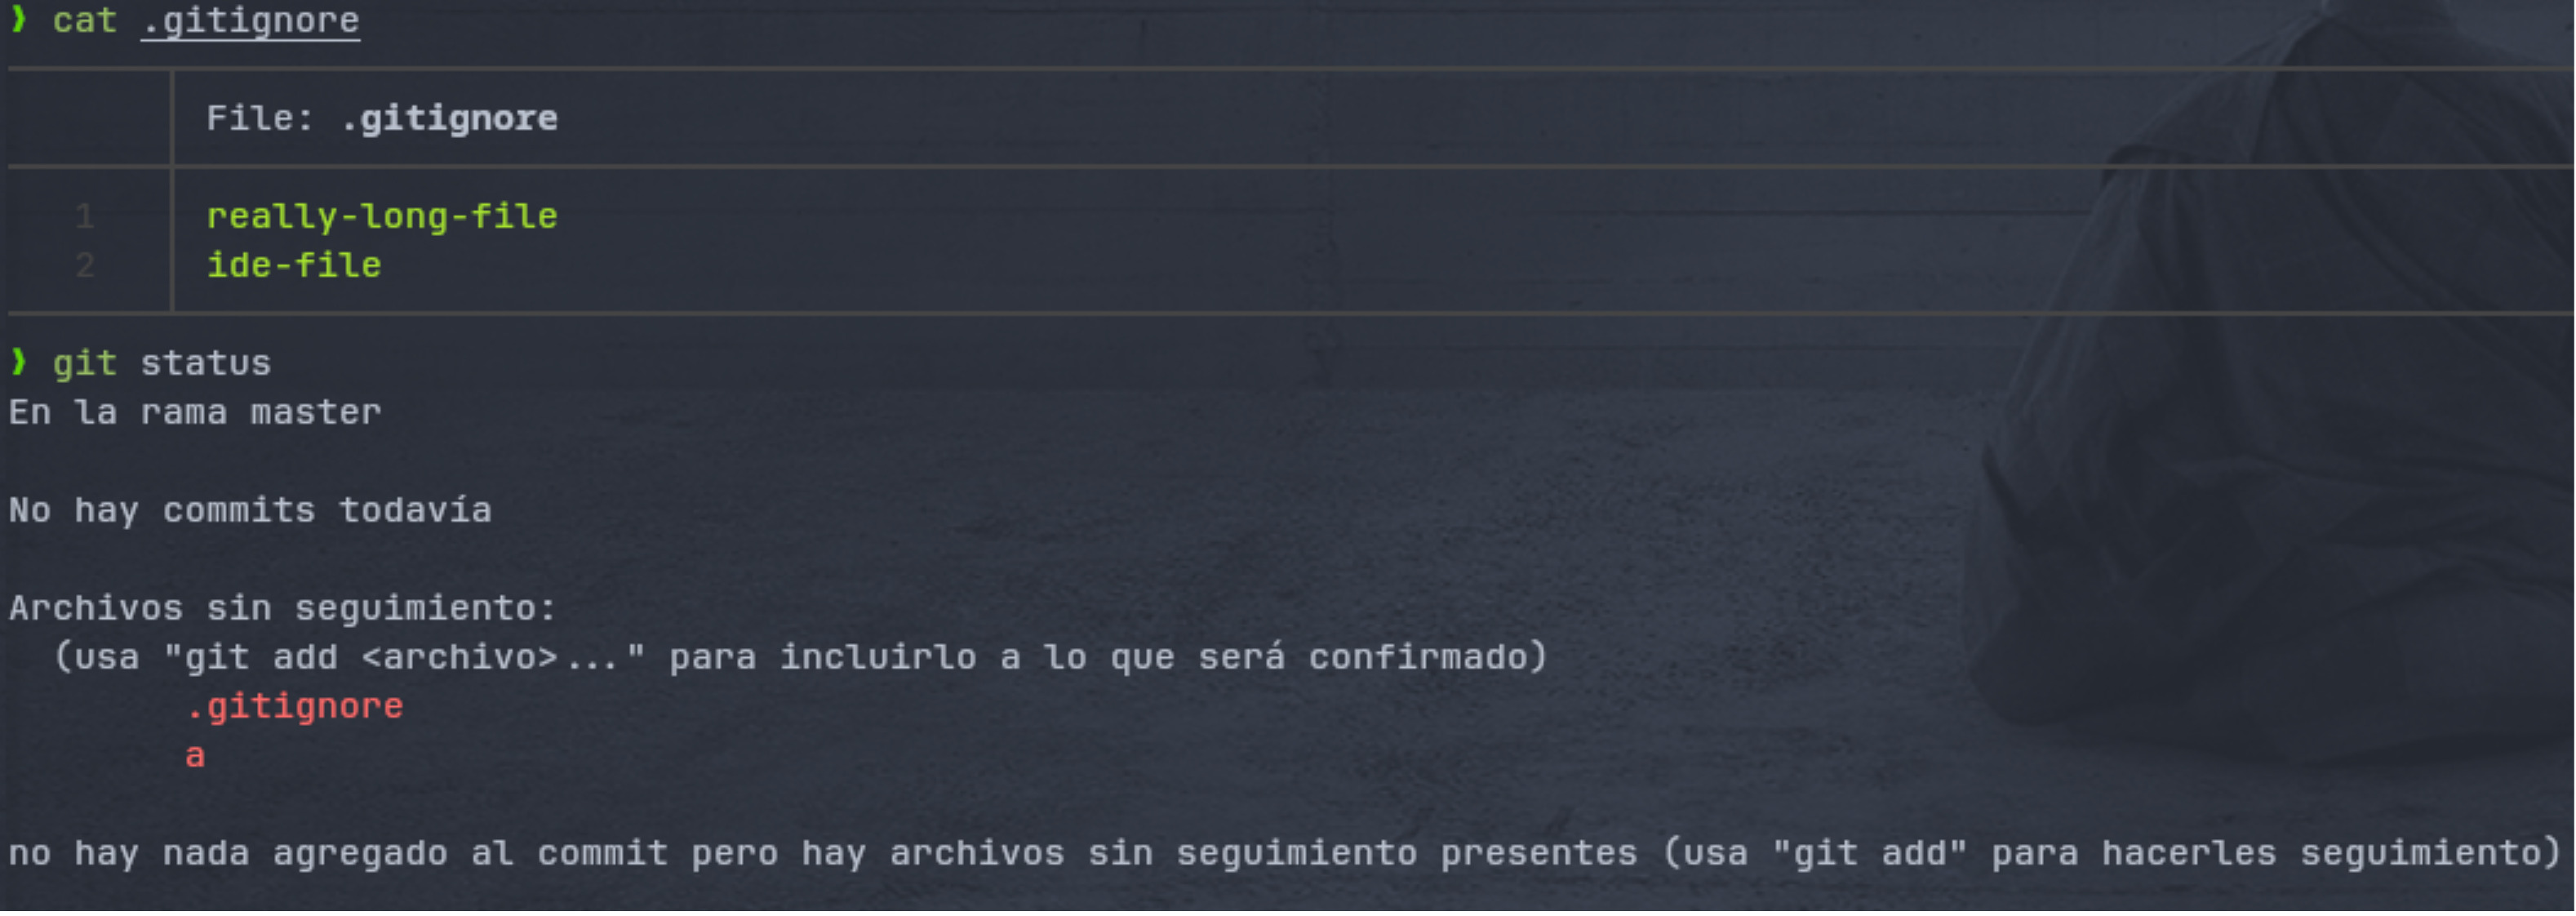 ❯ cat .gitignore
File: .gitignore
1 really-long-file
2 ide-file
❯ git status
En la rama master
No hay commits todavía
Archivos sin seguimiento:
(usa "git add <archivo>..." para incluirlo a lo que será confirmado)
.gitignore
a
no hay nada agregado al commit pero hay archivos sin seguimiento presentes (usa "git add" para hacerles seguimiento)